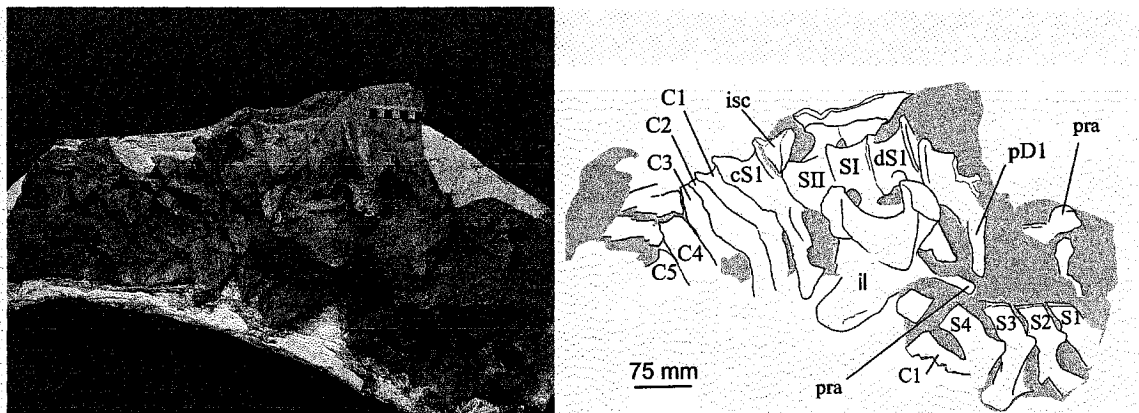 C1
isc
C2
pra
C3
cS1
SII
SI
dS1
pD1
C4
C5
il
S4
S3
S2
S1
75 mm
pra
C1